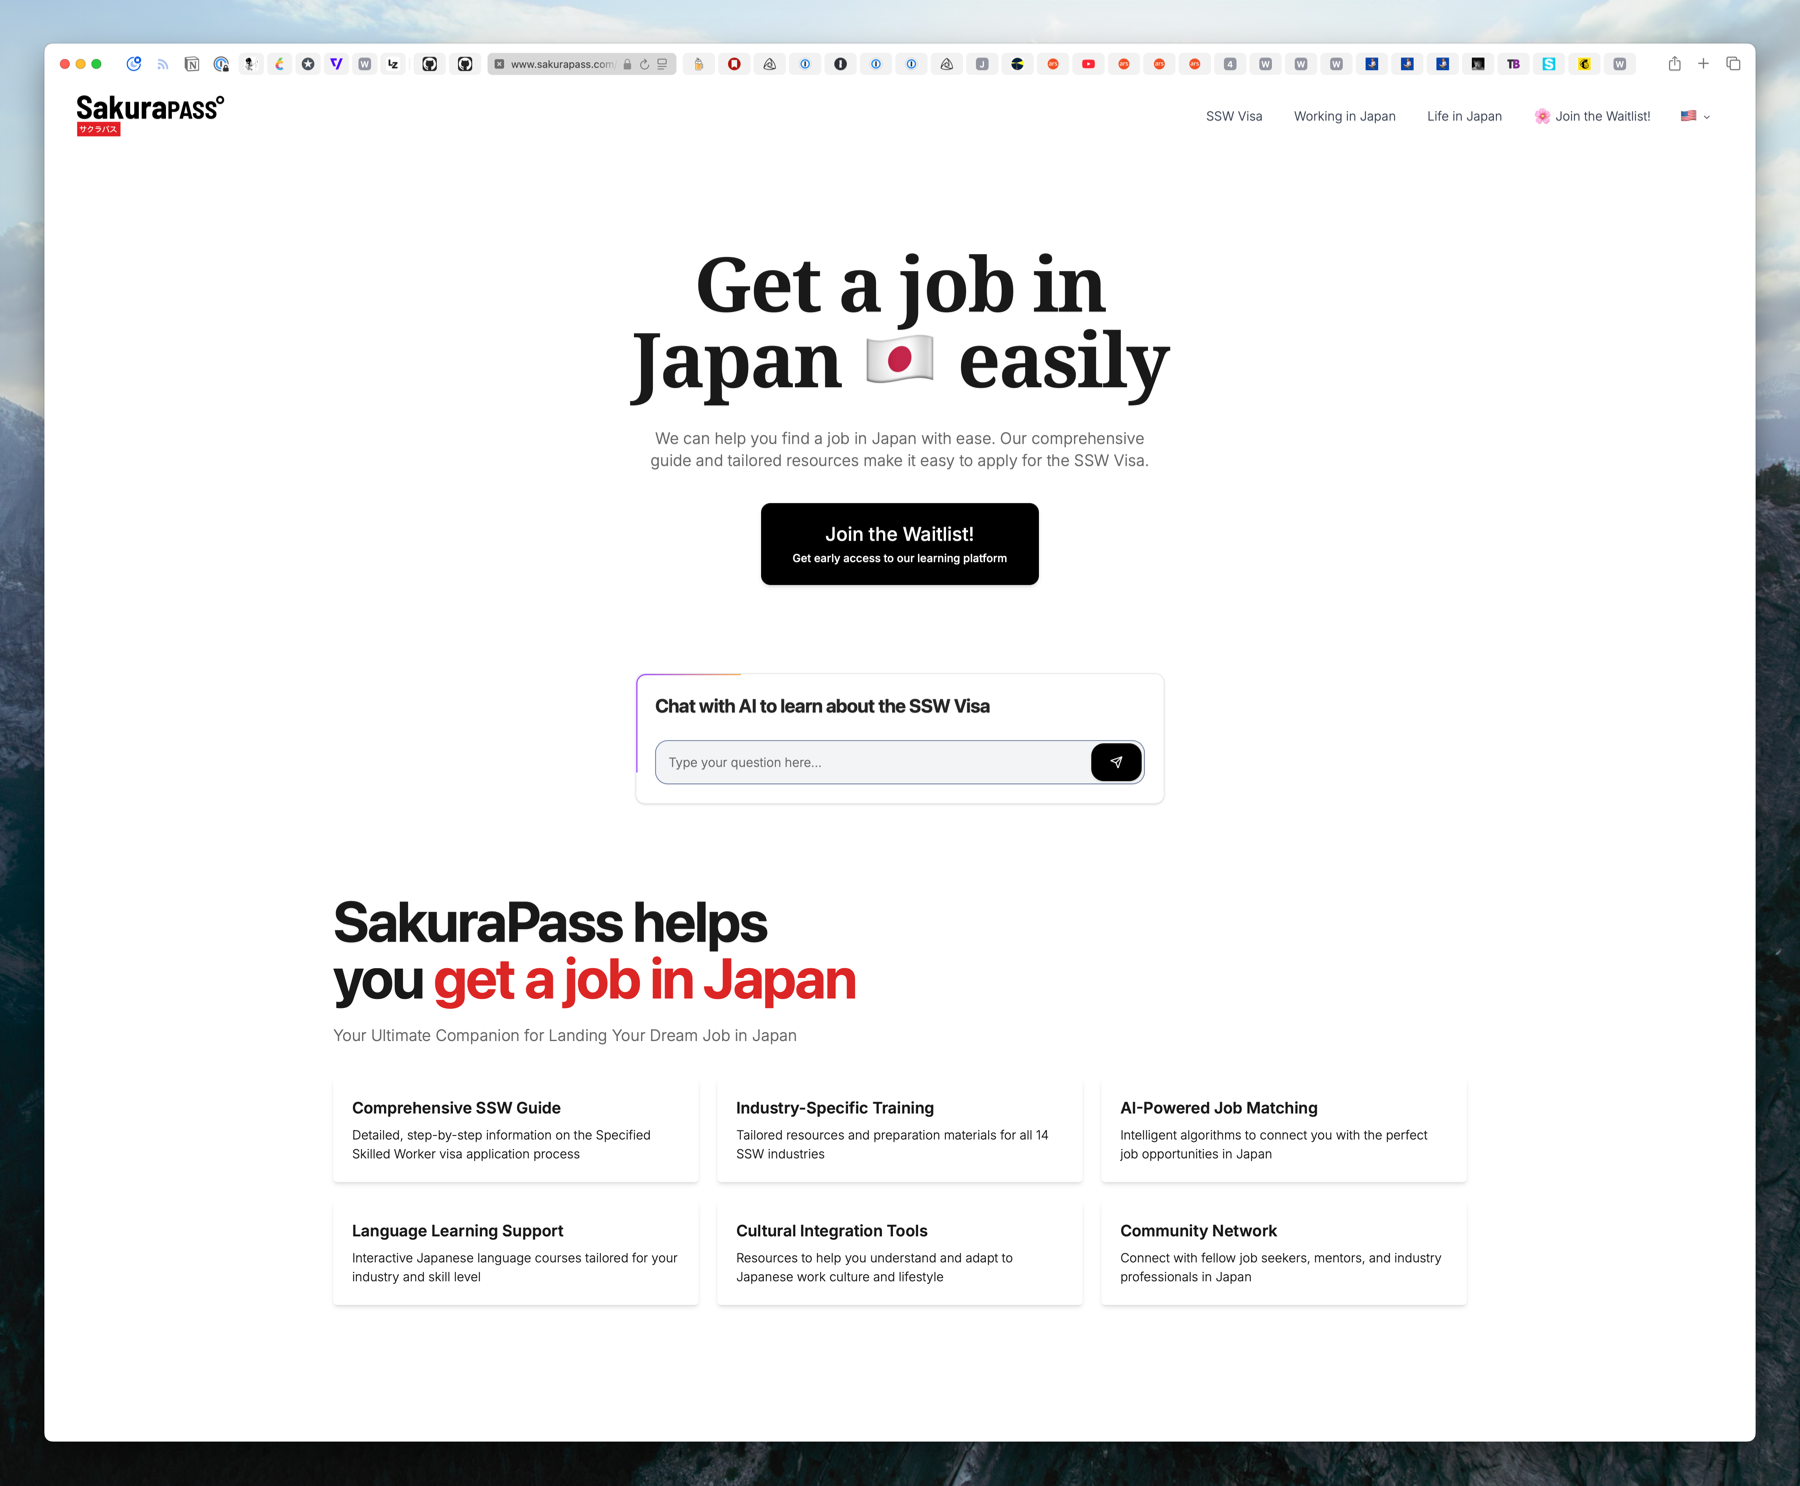 www.sakurapass.com
SakuraPASS
サクラパス
SSW Visa
Working in Japan
Life in Japan
🌸 Join the Waitlist!
Get a job in
Japan 🇯🇵 easily
We can help you find a job in Japan with ease. Our comprehensive
guide and tailored resources make it easy to apply for the SSW Visa.
Join the Waitlist!
Get early access to our learning platform
Chat with AI to learn about the SSW Visa
Type your question here...
SakuraPass helps
you get a job in Japan
Your Ultimate Companion for Landing Your Dream Job in Japan
Comprehensive SSW Guide
Detailed, step-by-step information on the Specified
Skilled Worker visa application process
Industry-Specific Training
Tailored resources and preparation materials for all 14
SSW industries
AI-Powered Job Matching
Intelligent algorithms to connect you with the perfect
job opportunities in Japan
Language Learning Support
Interactive Japanese language courses tailored for your
industry and skill level
Cultural Integration Tools
Resources to help you understand and adapt to
Japanese work culture and lifestyle
Community Network
Connect with fellow job seekers, mentors, and industry
professionals in Japan